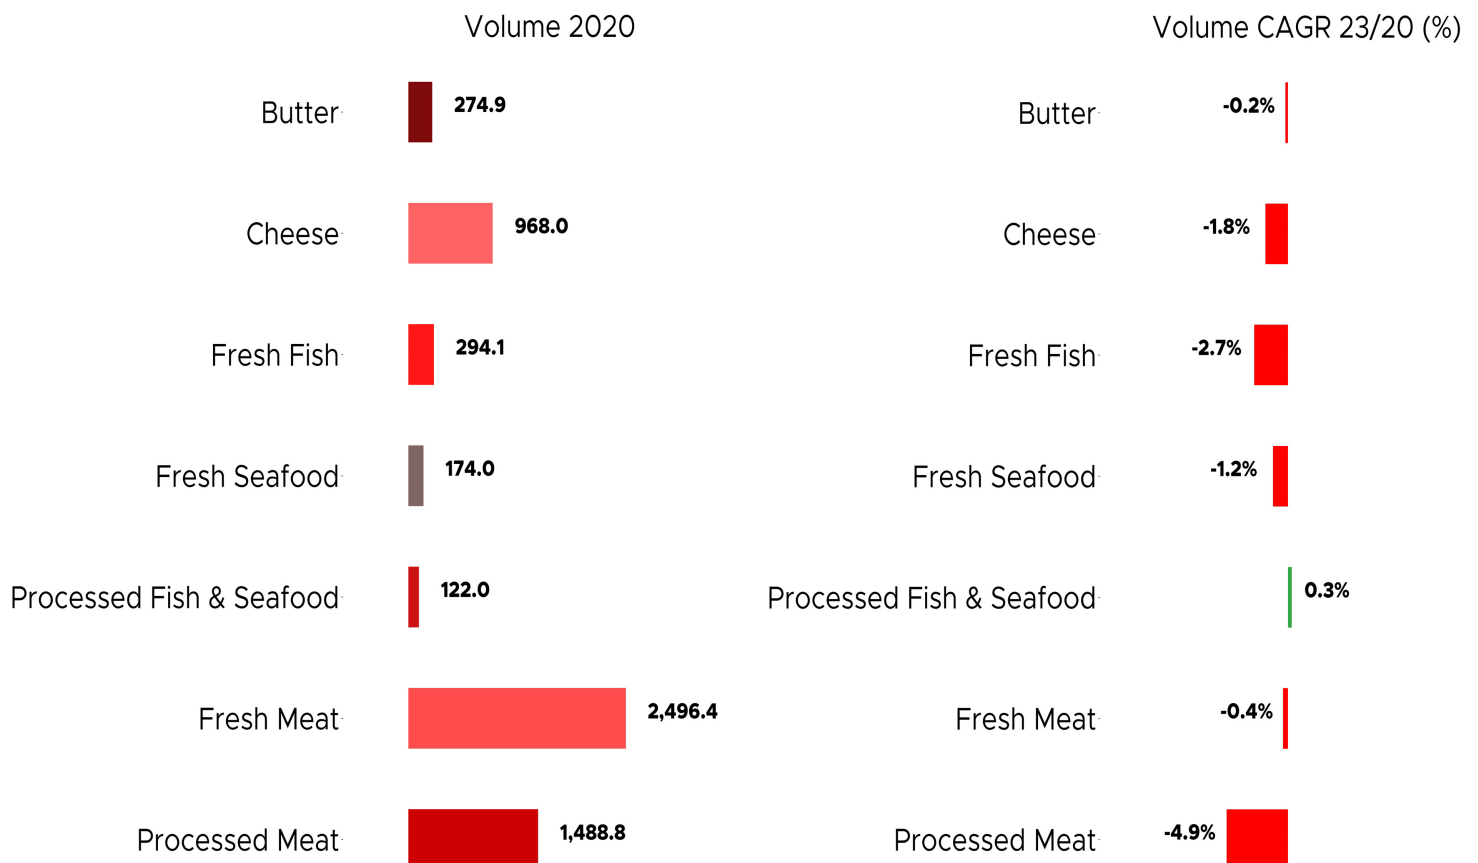 Volume 2020
Butter
274.9
Cheese
968.0
Fresh Fish
294.1
Fresh Seafood
174.0
Processed Fish & Seafood
122.0
Fresh Meat
2,496.4
Processed Meat
1,488.8
Volume CAGR 23/20 (%)
Butter
-0.2%
Cheese
-1.8%
Fresh Fish
-2.7%
Fresh Seafood
-1.2%
Processed Fish & Seafood
0.3%
Fresh Meat
-0.4%
Processed Meat
-4.9%